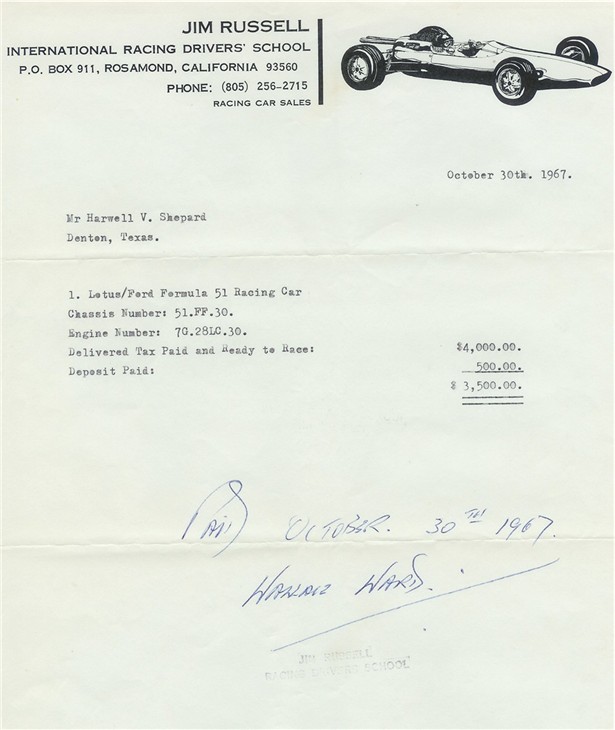 JIM RUSSELL
INTERNATIONAL RACING DRIVERS' SCHOOL
P.O. BOX 911, ROSAMOND, CALIFORNIA 93560
PHONE: (805) 256-2715
RACING CAR SALES
October 30th. 1967.
Mr Harwell V. Shepard
Denton, Texas.
1. Lotus/Ford Formula 51 Racing Car
Chassis Number: 51.FF.30.
Engine Number: 7G.28LC.30.
Delivered Tax Paid and Ready to Race: $4,000.00.
Deposit Paid: 500.00.
$ 3,500.00.
Paid OCTOBER. 30TH 1967.
WARD.
JIM RUSSELL
RACING DRIVERS SCHOOL